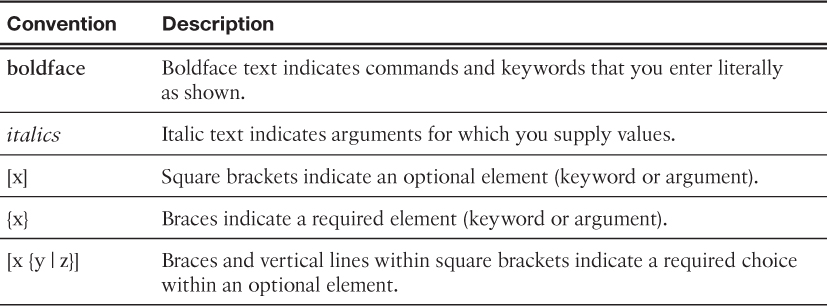 Convention Description
boldface Boldface text indicates commands and keywords that you enter literally
as shown.
italics Italic text indicates arguments for which you supply values.
[x] Square brackets indicate an optional element (keyword or argument).
{x} Braces indicate a required element (keyword or argument).
[x {y | z}] Braces and vertical lines within square brackets indicate a required choice
within an optional element.